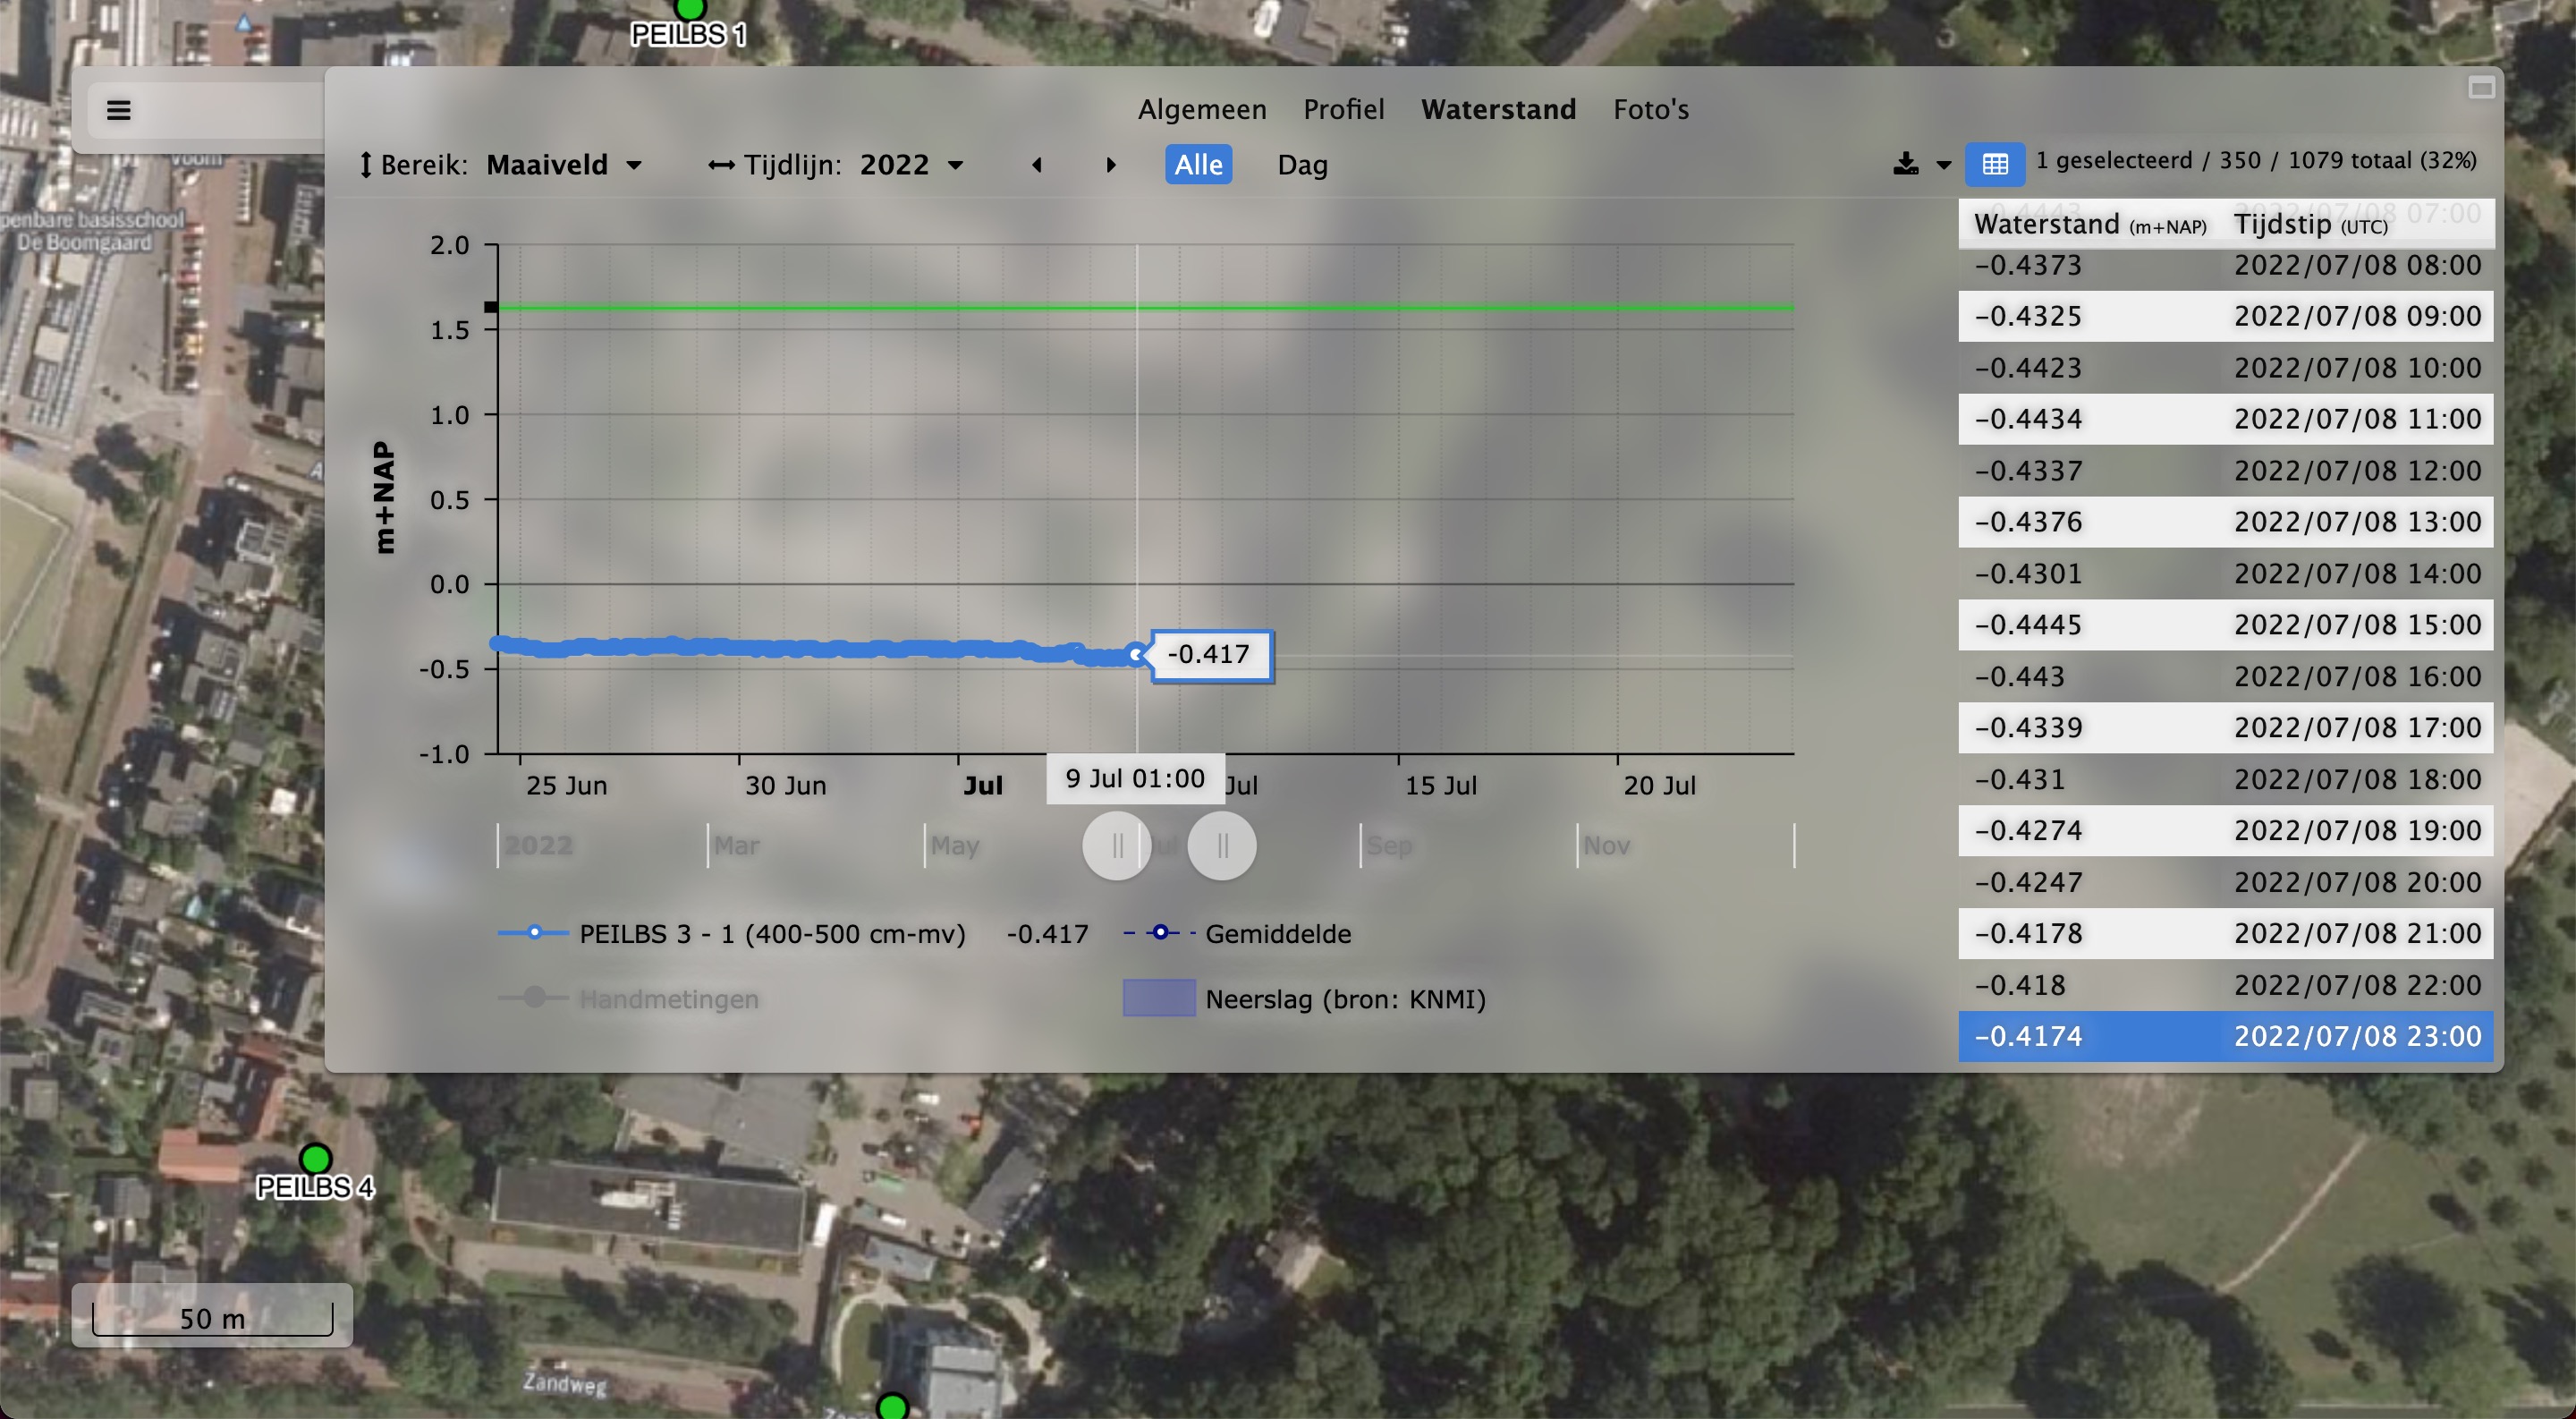 PEILBS 1
Voorn
penbare basisschool
De Boomgaard
Algemeen Profiel Waterstand Foto's
Bereik: Maaiveld Tijdlijn: 2022 Alle Dag
1 geselecteerd / 350 / 1079 totaal (32%)
-0.4443 2022/07/08 07:00
Waterstand (m+NAP) Tijdstip (UTC)
-0.4373 2022/07/08 08:00
-0.4325 2022/07/08 09:00
-0.4423 2022/07/08 10:00
-0.4434 2022/07/08 11:00
-0.4337 2022/07/08 12:00
-0.4376 2022/07/08 13:00
-0.4301 2022/07/08 14:00
-0.4445 2022/07/08 15:00
-0.443 2022/07/08 16:00
-0.4339 2022/07/08 17:00
-0.431 2022/07/08 18:00
-0.4274 2022/07/08 19:00
-0.4247 2022/07/08 20:00
-0.4178 2022/07/08 21:00
-0.418 2022/07/08 22:00
-0.4174 2022/07/08 23:00
m+NAP
2.0
1.5
1.0
0.5
0.0
-0.5
-1.0
-0.417
25 Jun 30 Jun Jul 9 Jul 01:00 Jul 15 Jul 20 Jul
2022 Mar May Jul Sep Nov
PEILBS 3 - 1 (400-500 cm-mv) -0.417 Gemiddelde
Handmetingen Neerslag (bron: KNMI)
PEILBS 4
50 m
Zandweg